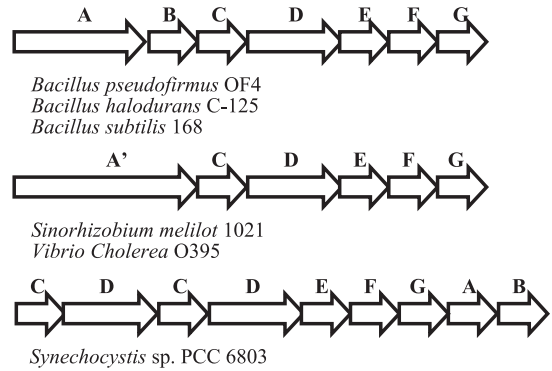 A B C D E F G
Bacillus pseudofirmus OF4
Bacillus halodurans C-125
Bacillus subtilis 168
A’ C D E F G
Sinorhizobium melilot 1021
Vibrio Cholerea O395
C D C D E F G A B
Synechocystis sp. PCC 6803